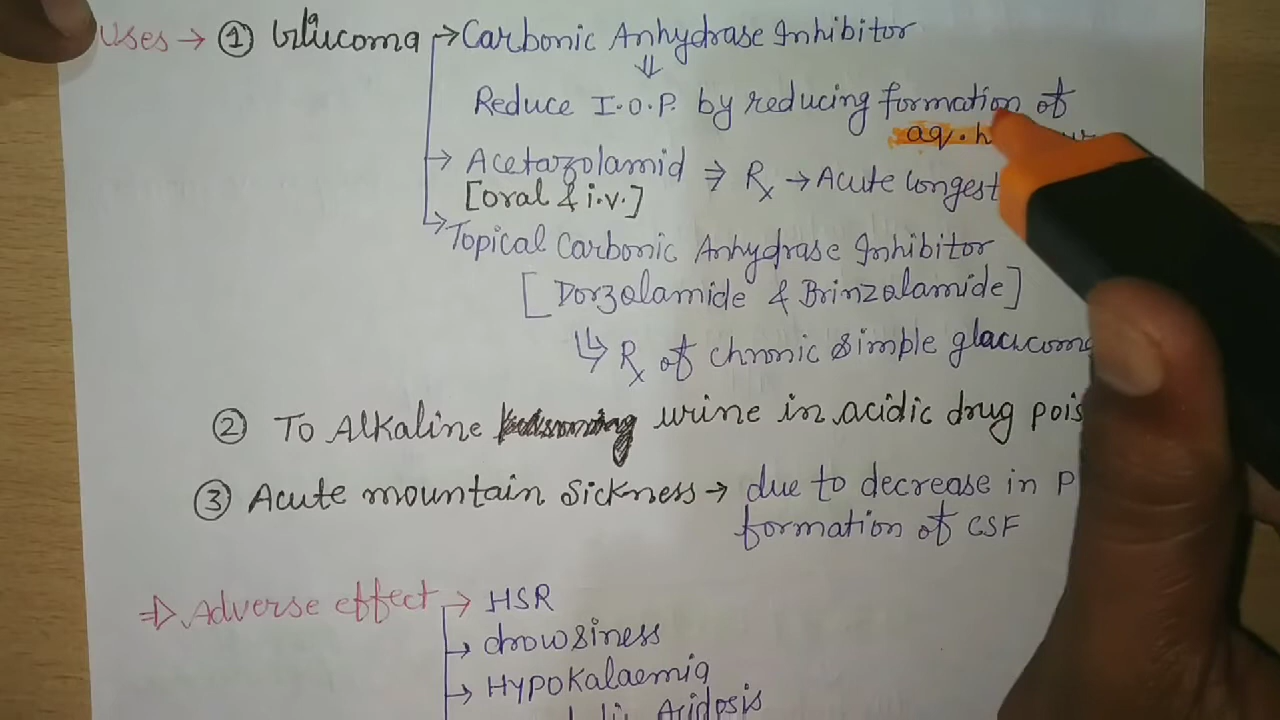 Uses → ① Glaucoma → Carbonic Anhydrase Inhibitor
⇓
Reduce I.O.P. by reducing formation of
aq. h
→ Acetazolamid ⇒ Rx → Acute Congest
[oral & i.v.]
→ Topical Carbonic Anhydrase Inhibitor
[Dorzolamide & Brinzolamide]
↳ Rx of chronic simple glaucoma
② To Alkaline urine in acidic drug pois
③ Acute mountain sickness → due to decrease in P
formation of CSF
⇒ Adverse effect → HSR
→ drowsiness
→ Hypokalaemia
Acidosis